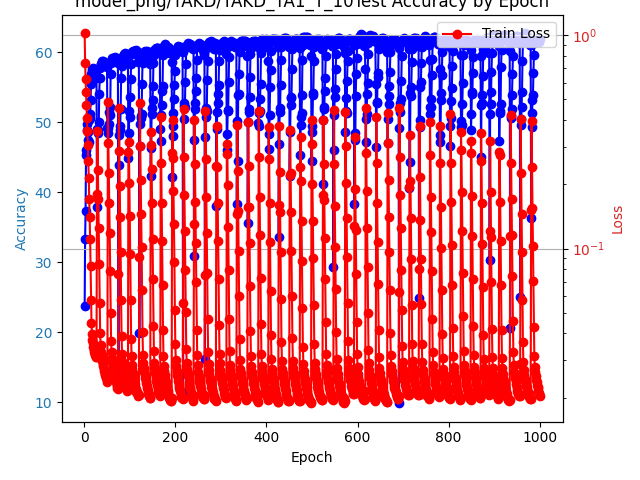 model_png/TAKD/TAKD_TA1_T_10Test Accuracy by Epoch
Train Loss
60
50
40
30
20
10
Accuracy
10⁰
10⁻¹
Loss
0
200
400
600
800
1000
Epoch